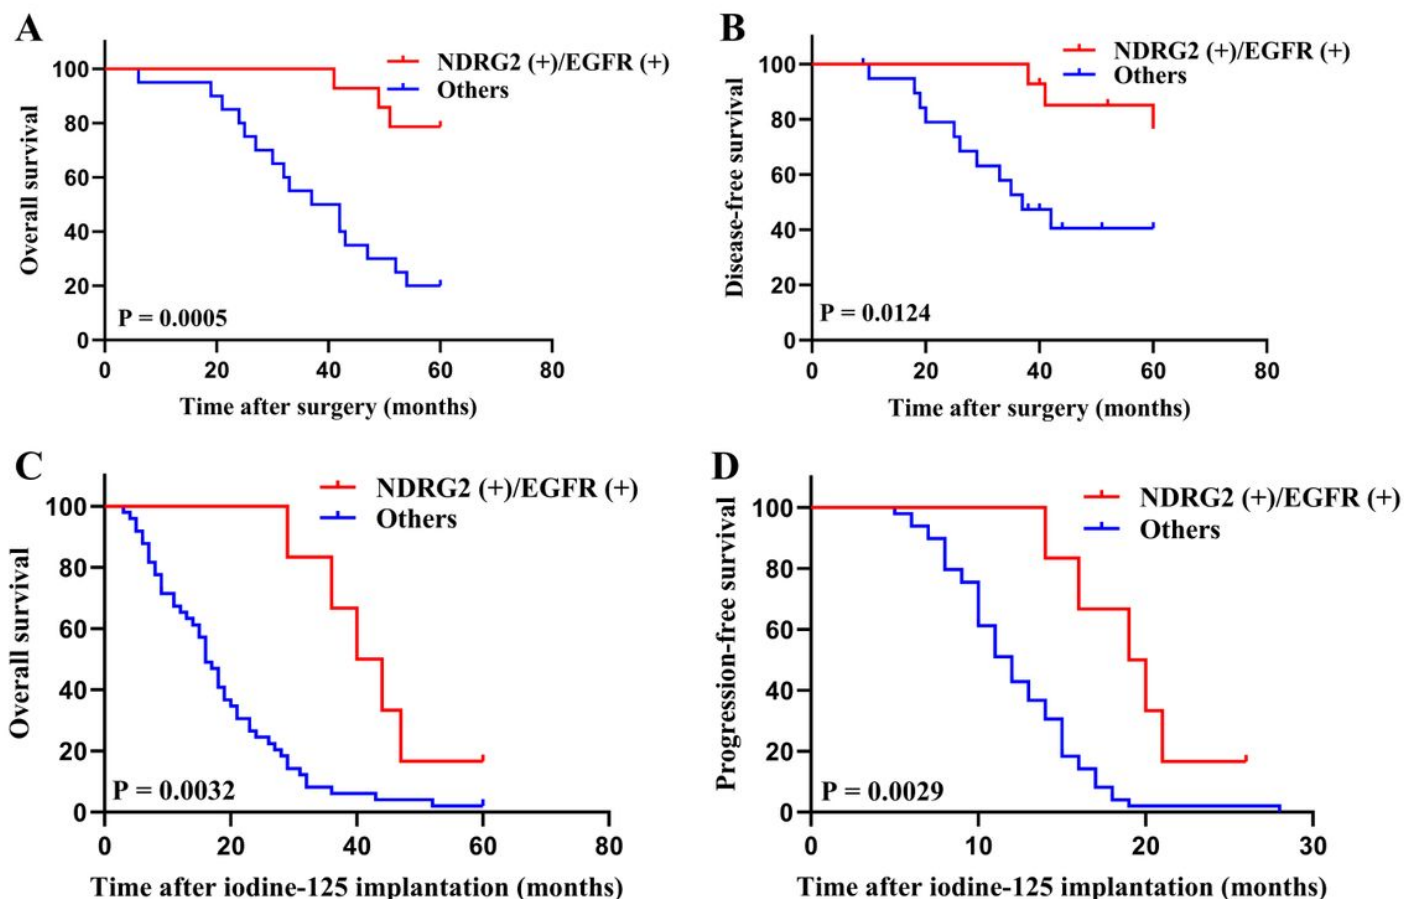 A
NDRG2 (+)/EGFR (+)
Others
Overall survival
100
80
60
40
20
0
P = 0.0005
0 20 40 60 80
Time after surgery (months)
B
NDRG2 (+)/EGFR (+)
Others
Disease-free survival
100
80
60
40
20
0
P = 0.0124
0 20 40 60 80
Time after surgery (months)
C
NDRG2 (+)/EGFR (+)
Others
Overall survival
100
80
60
40
20
0
P = 0.0032
0 20 40 60 80
Time after iodine-125 implantation (months)
D
NDRG2 (+)/EGFR (+)
Others
Progression-free survival
100
80
60
40
20
0
P = 0.0029
0 10 20 30
Time after iodine-125 implantation (months)